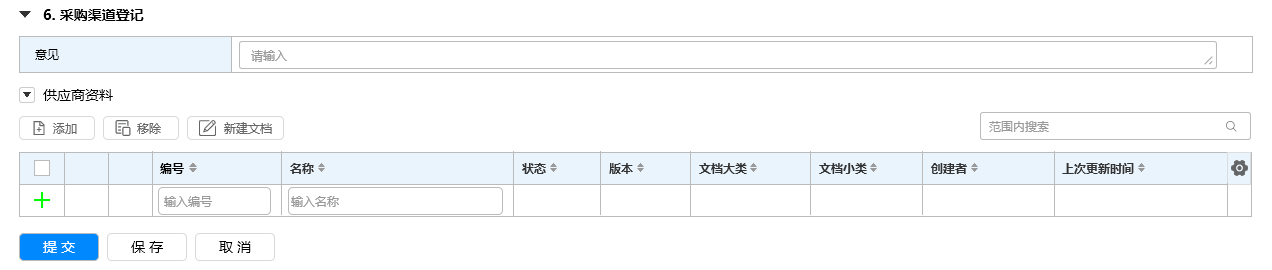 6. 采购渠道登记
意见 请输入
供应商资料
添加 移除 新建文档 范围内搜索
编号 名称 状态 版本 文档大类 文档小类 创建者 上次更新时间
输入编号 输入名称
提交 保存 取消